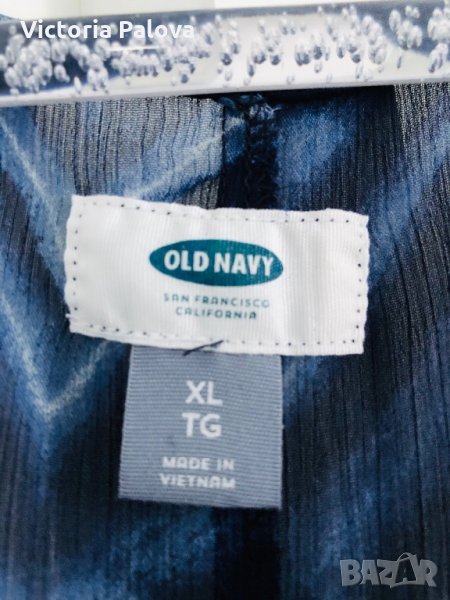 Victoria Palova
OLD NAVY
SAN FRANCISCO
CALIFORNIA
XL
TG
MADE IN
VIETNAM
BAZAR